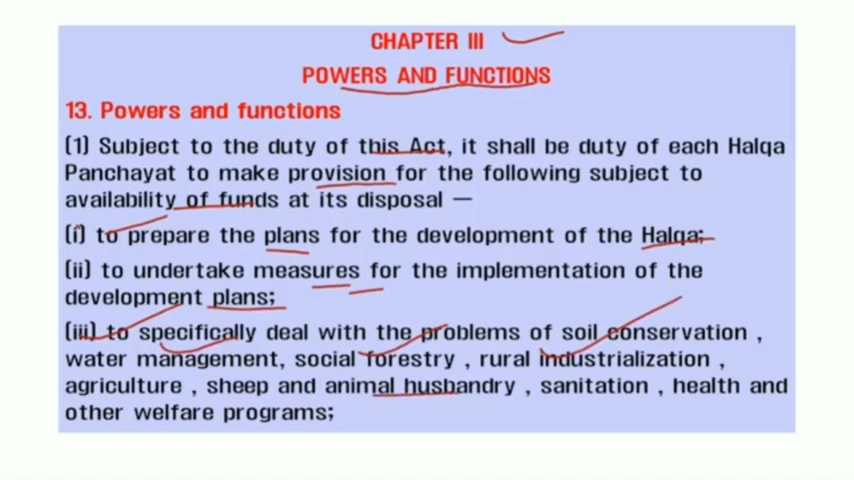 CHAPTER III
POWERS AND FUNCTIONS
13. Powers and functions
(1) Subject to the duty of this Act, it shall be duty of each Halqa
Panchayat to make provision for the following subject to
availability of funds at its disposal —
(i) to prepare the plans for the development of the Halqa;
(ii) to undertake measures for the implementation of the
development plans;
(iii) to specifically deal with the problems of soil conservation ,
water management, social forestry , rural industrialization ,
agriculture , sheep and animal husbandry , sanitation , health and
other welfare programs;